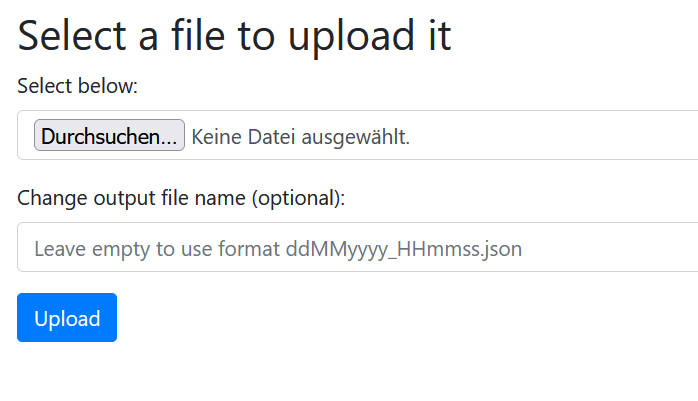 Select a file to upload it
Select below:
Durchsuchen... Keine Datei ausgewählt.
Change output file name (optional):
Leave empty to use format ddMMyyyy_HHmmss.json
Upload